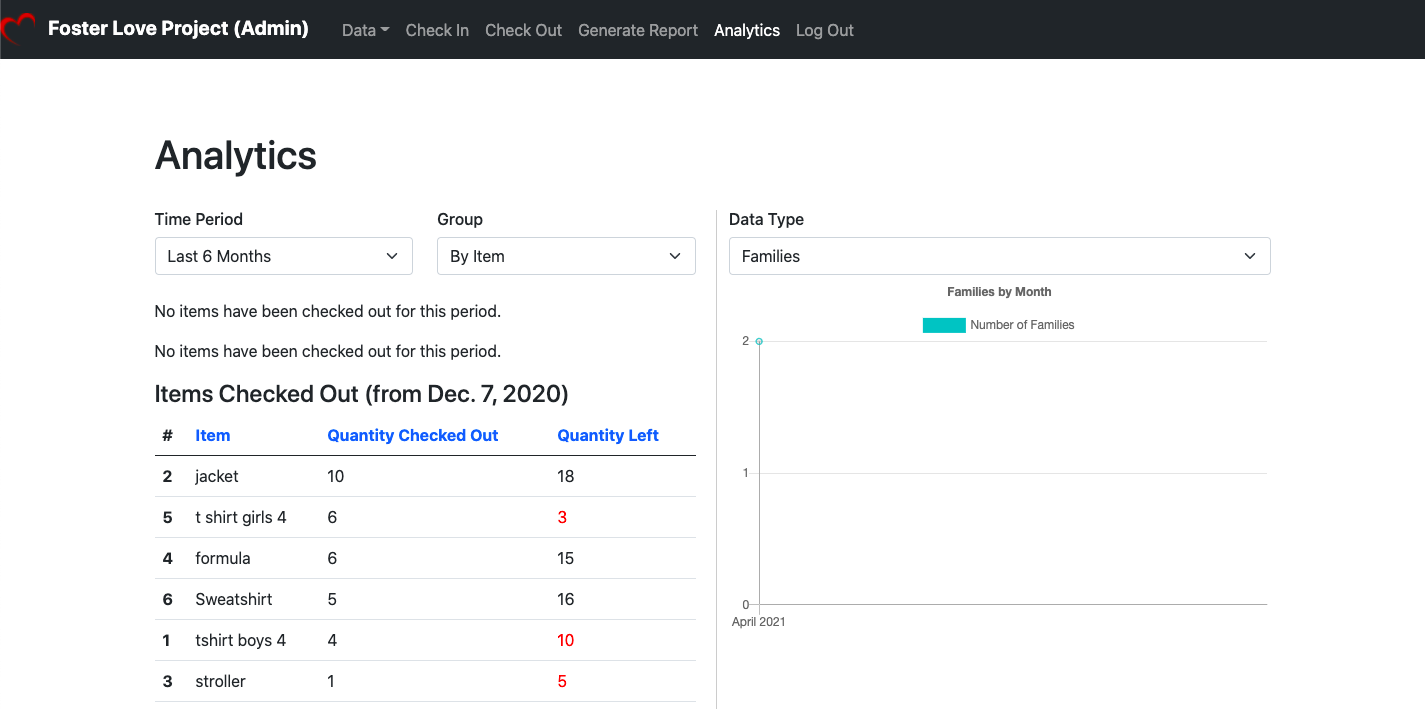 Foster Love Project (Admin) Data Check In Check Out Generate Report Analytics Log Out
Analytics
Time Period Group
Last 6 Months By Item
No items have been checked out for this period.
No items have been checked out for this period.
Items Checked Out (from Dec. 7, 2020)
# Item Quantity Checked Out Quantity Left
2 jacket 10 18
5 t shirt girls 4 6 3
4 formula 6 15
6 Sweatshirt 5 16
1 tshirt boys 4 4 10
3 stroller 1 5
Data Type
Families
Families by Month
Number of Families
2
1
0
April 2021